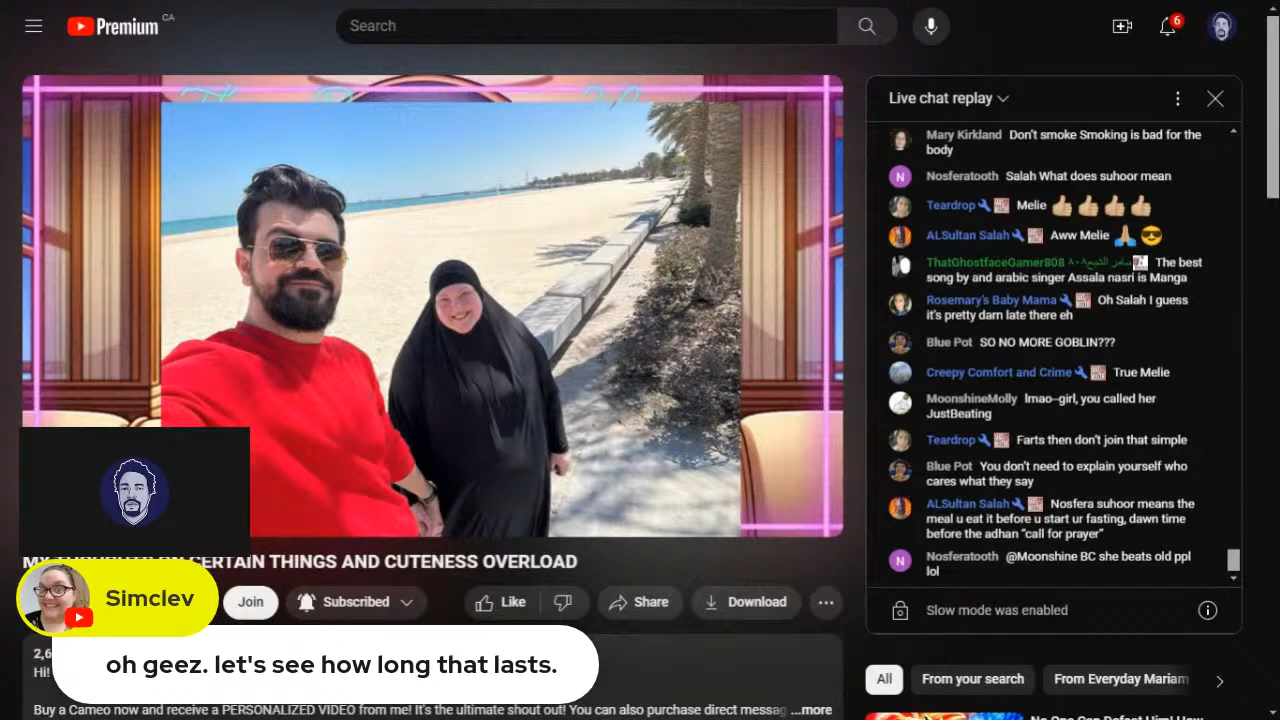 Premium CA
Search
6
Live chat replay
Mary Kirkland Don't smoke Smoking is bad for the
body
N Nosferatooth Salah What does suhoor mean
Teardrop Melie
ALSultan Salah Aww Melie
ThatGhostfaceGamer808 The best
song by and arabic singer Assala nasri is Manga
Rosemary's Baby Mama Oh Salah I guess
it's pretty darn late there eh
Blue Pot SO NO MORE GOBLIN???
Creepy Comfort and Crime True Melie
MoonshineMolly lmao--girl, you called her
JustBeating
Teardrop Farts then don't join that simple
Blue Pot You don't need to explain yourself who
cares what they say
ALSultan Salah Nosfera suhoor means the
meal u eat it before u start ur fasting, dawn time
before the adhan “call for prayer”
N Nosferatooth @Moonshine BC she beats old ppl
lol
Slow mode was enabled
CERTAIN THINGS AND CUTENESS OVERLOAD
Simclev
Join
Subscribed
Like
Share
Download
oh geez. let's see how long that lasts.
2,6
Hi!
Buy a Cameo now and receive a PERSONALIZED VIDEO from me! It's the ultimate shout out! You can also purchase direct messag ...more
All
From your search
From Everyday Mariam
No One Can Defeat Him! How